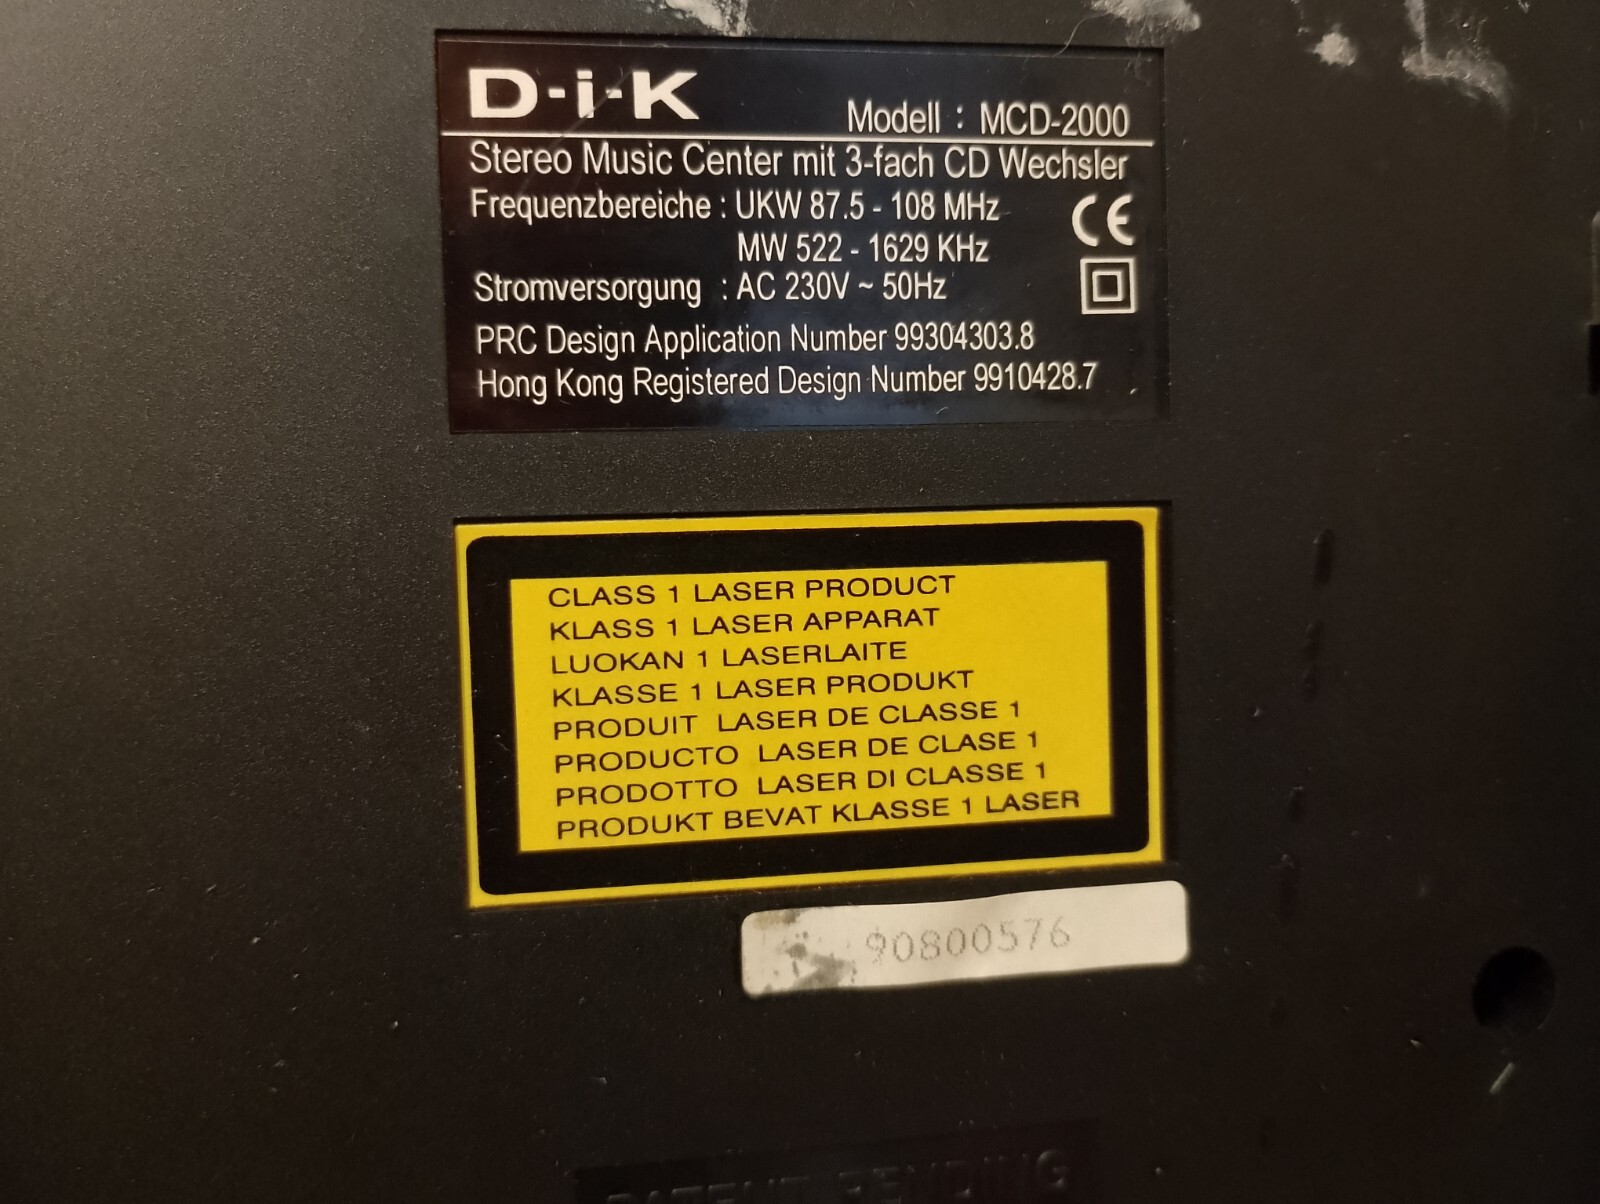 D-i-K
Modell : MCD-2000
Stereo Music Center mit 3-fach CD Wechsler
Frequenzbereiche : UKW 87.5 - 108 MHz
MW 522 - 1629 KHz
CE
Stromversorgung : AC 230V ~ 50Hz
PRC Design Application Number 99304303.8
Hong Kong Registered Design Number 9910428.7
CLASS 1 LASER PRODUCT
KLASS 1 LASER APPARAT
LUOKAN 1 LASERLAITE
KLASSE 1 LASER PRODUKT
PRODUIT LASER DE CLASSE 1
PRODUCTO LASER DE CLASE 1
PRODOTTO LASER DI CLASSE 1
PRODUKT BEVAT KLASSE 1 LASER
90800576
PATENT PENDING